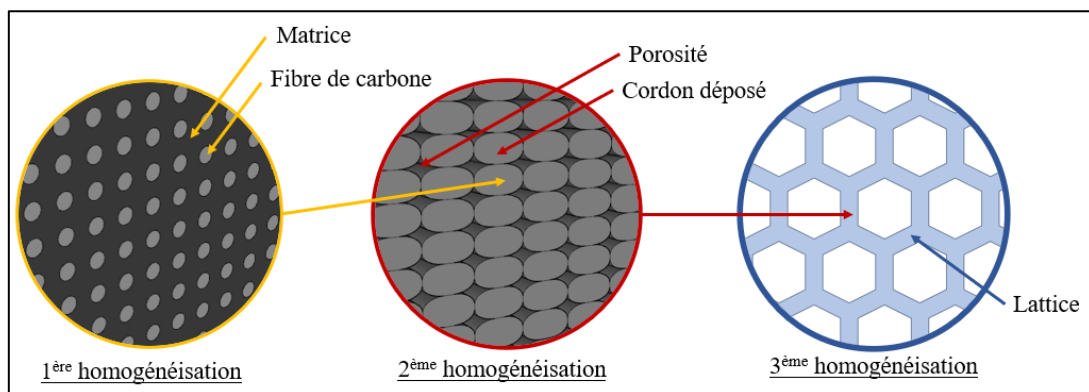 Matrice
Fibre de carbone
Porosité
Cordon déposé
Lattice
1ère homogénéisation
2ème homogénéisation
3ème homogénéisation